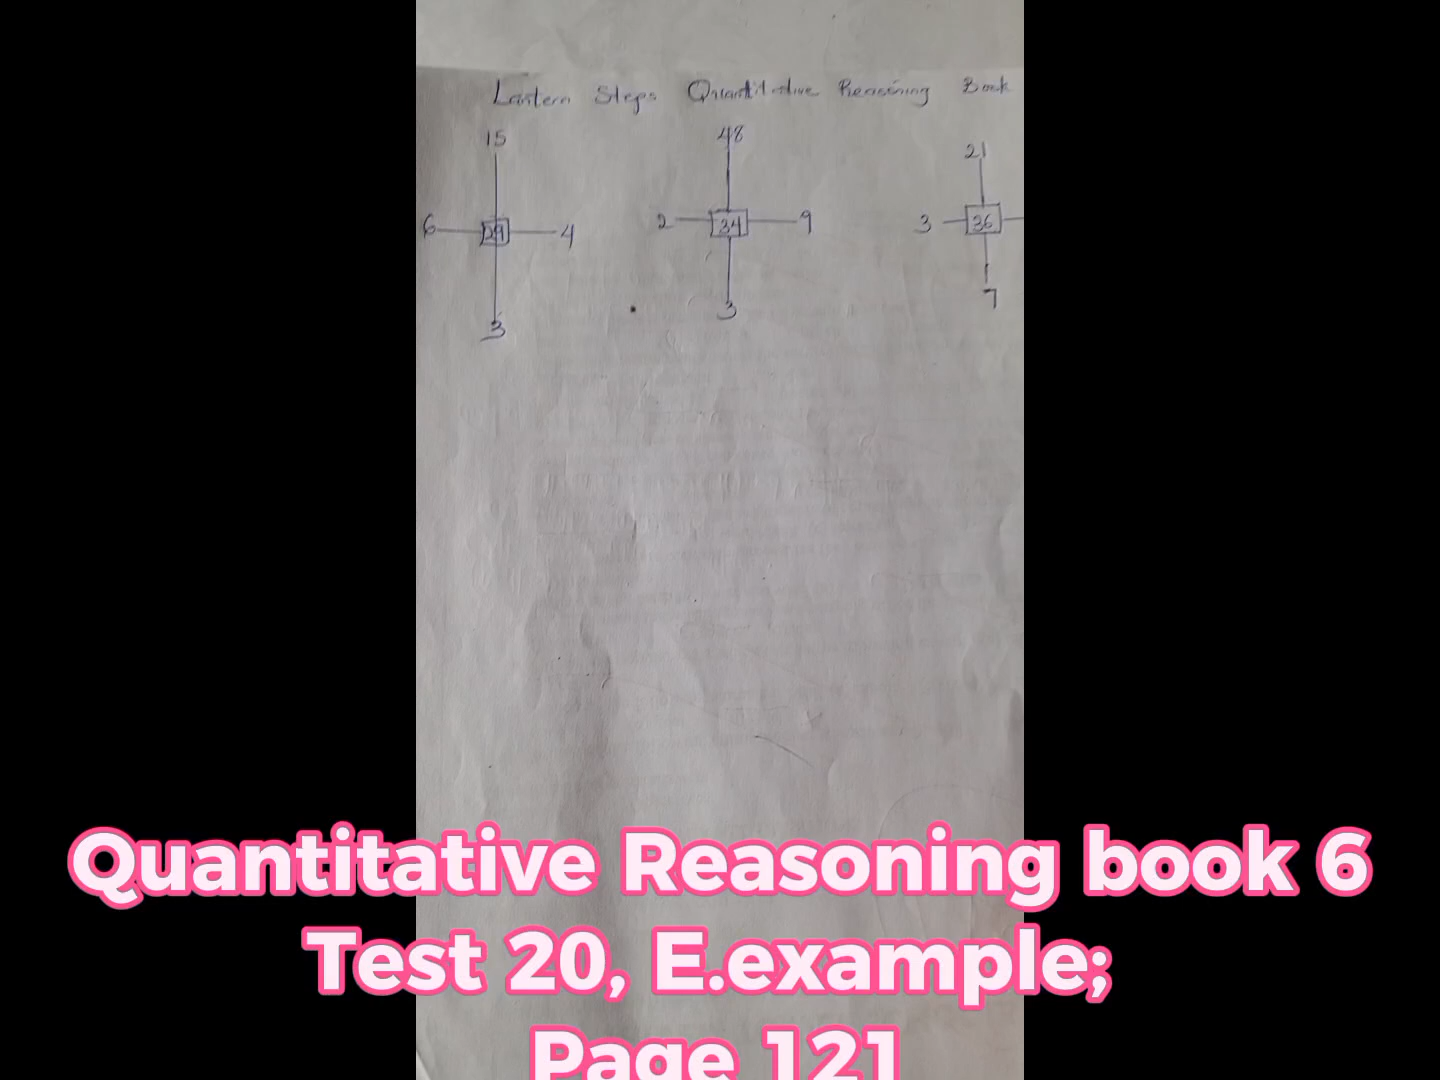 Lantern Steps Quantitative Reasoning Book
15 48 21
6 29 4 2 34 9 3 36
3 3 7
Quantitative Reasoning book 6
Test 20, E.example;
Page 121